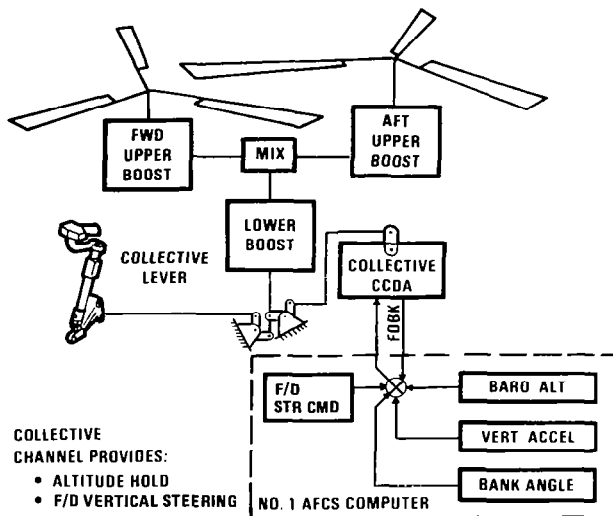 FWD
UPPER
BOOST
MIX
AFT
UPPER
BOOST
LOWER
BOOST
COLLECTIVE
LEVER
COLLECTIVE
CCDA
FDBK
F/D
STR CMD
BARO ALT
VERT ACCEL
BANK ANGLE
COLLECTIVE
CHANNEL PROVIDES:
• ALTITUDE HOLD
• F/D VERTICAL STEERING
NO. 1 AFCS COMPUTER